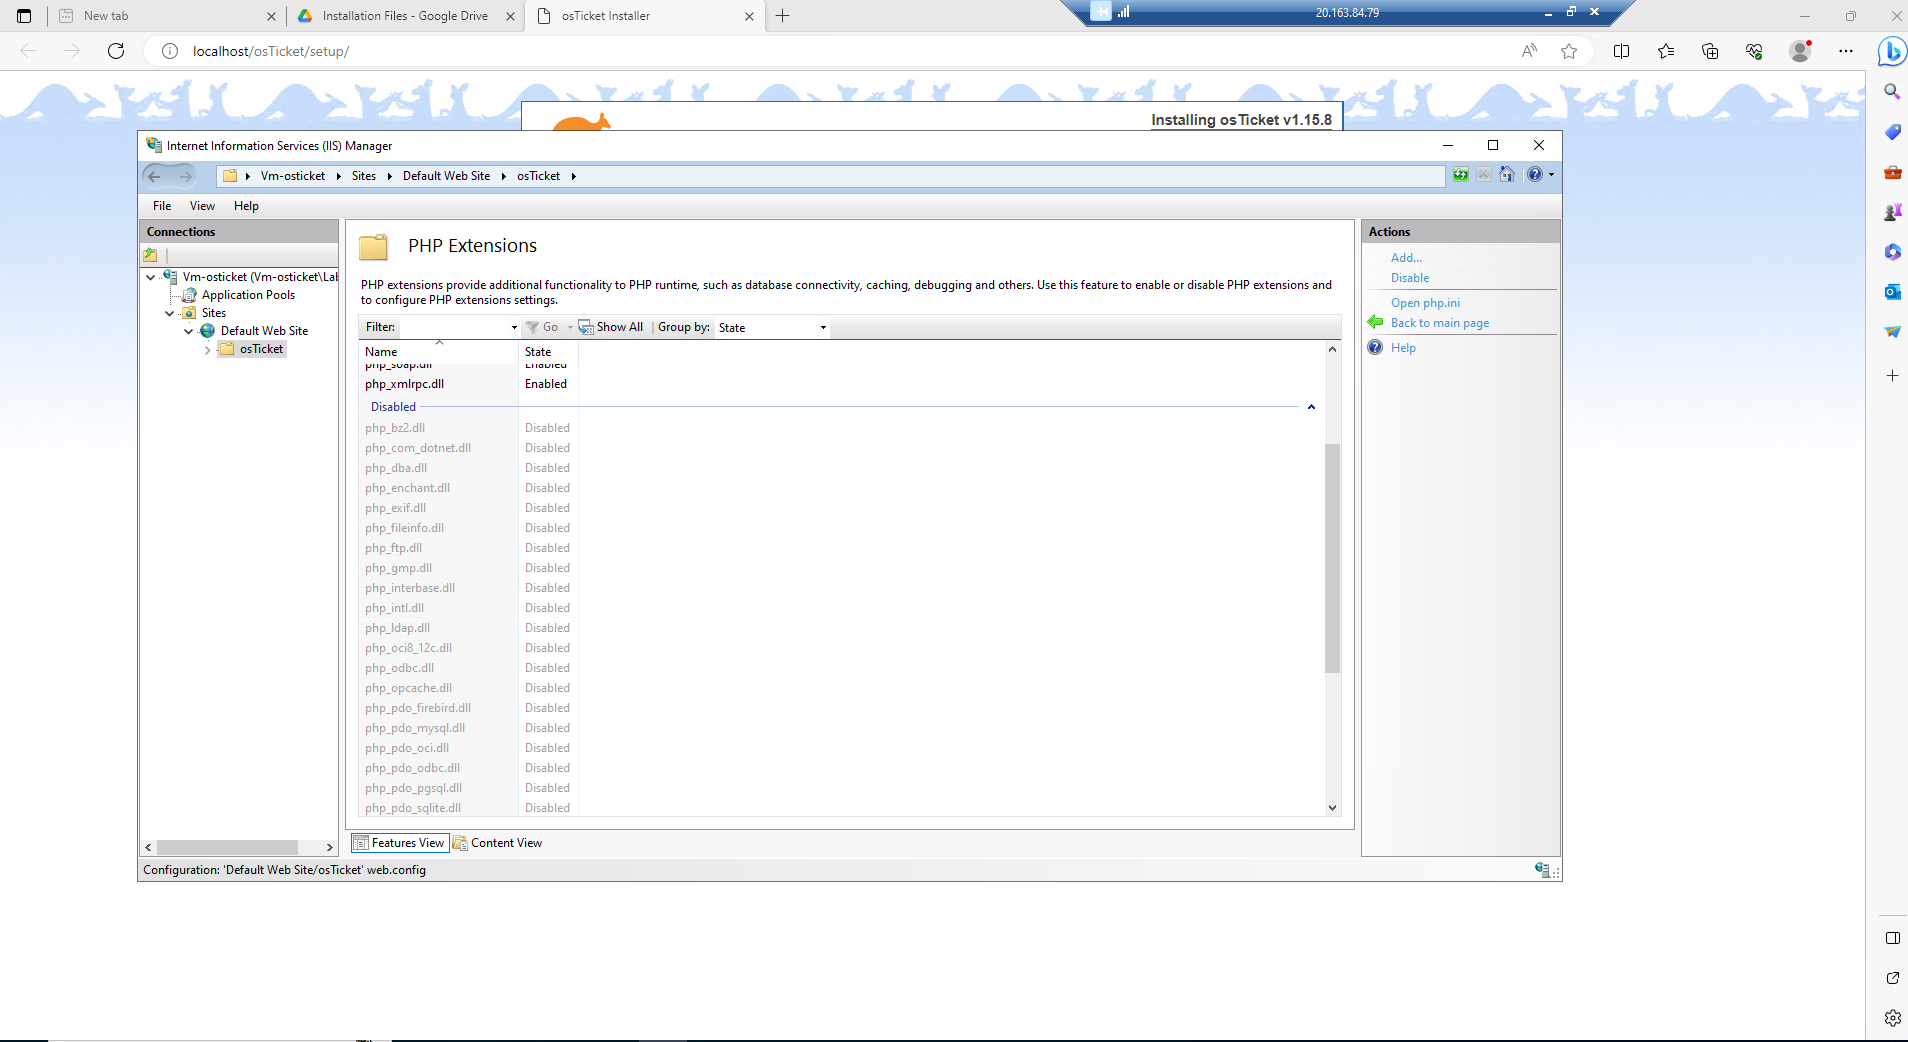 New tab
Installation Files - Google Drive
osTicket Installer
20.163.84.79
localhost/osTicket/setup/
Installing osTicket v1.15.8
Internet Information Services (IIS) Manager
Vm-osticket
Sites
Default Web Site
osTicket
File
View
Help
Connections
Vm-osticket (Vm-osticket\Lab
Application Pools
Sites
Default Web Site
osTicket
PHP Extensions
PHP extensions provide additional functionality to PHP runtime, such as database connectivity, caching, debugging and others. Use this feature to enable or disable PHP extensions and
to configure PHP extensions settings.
Filter:
Go
Show All
Group by:
State
Name
State
php_soap.dll
Enabled
php_xmlrpc.dll
Enabled
Disabled
php_bz2.dll
Disabled
php_com_dotnet.dll
Disabled
php_dba.dll
Disabled
php_enchant.dll
Disabled
php_exif.dll
Disabled
php_fileinfo.dll
Disabled
php_ftp.dll
Disabled
php_gmp.dll
Disabled
php_interbase.dll
Disabled
php_intl.dll
Disabled
php_ldap.dll
Disabled
php_oci8_12c.dll
Disabled
php_odbc.dll
Disabled
php_opcache.dll
Disabled
php_pdo_firebird.dll
Disabled
php_pdo_mysql.dll
Disabled
php_pdo_oci.dll
Disabled
php_pdo_odbc.dll
Disabled
php_pdo_pgsql.dll
Disabled
php_pdo_sqlite.dll
Disabled
Features View
Content View
Actions
Add...
Disable
Open php.ini
Back to main page
Help
Configuration: 'Default Web Site/osTicket' web.config